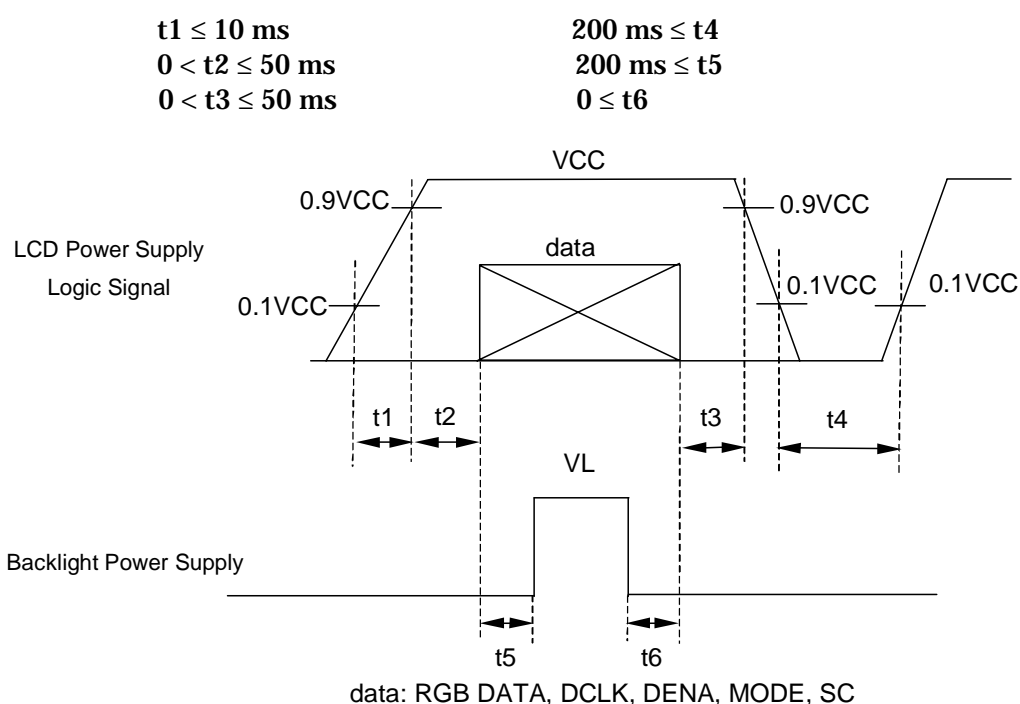 t1 ≤ 10 ms 200 ms ≤ t4
0 < t2 ≤ 50 ms 200 ms ≤ t5
0 < t3 ≤ 50 ms 0 ≤ t6
VCC
0.9VCC 0.9VCC
LCD Power Supply
data
Logic Signal
0.1VCC 0.1VCC 0.1VCC
t1 t2 t3 t4
VL
Backlight Power Supply
t5 t6
data: RGB DATA, DCLK, DENA, MODE, SC